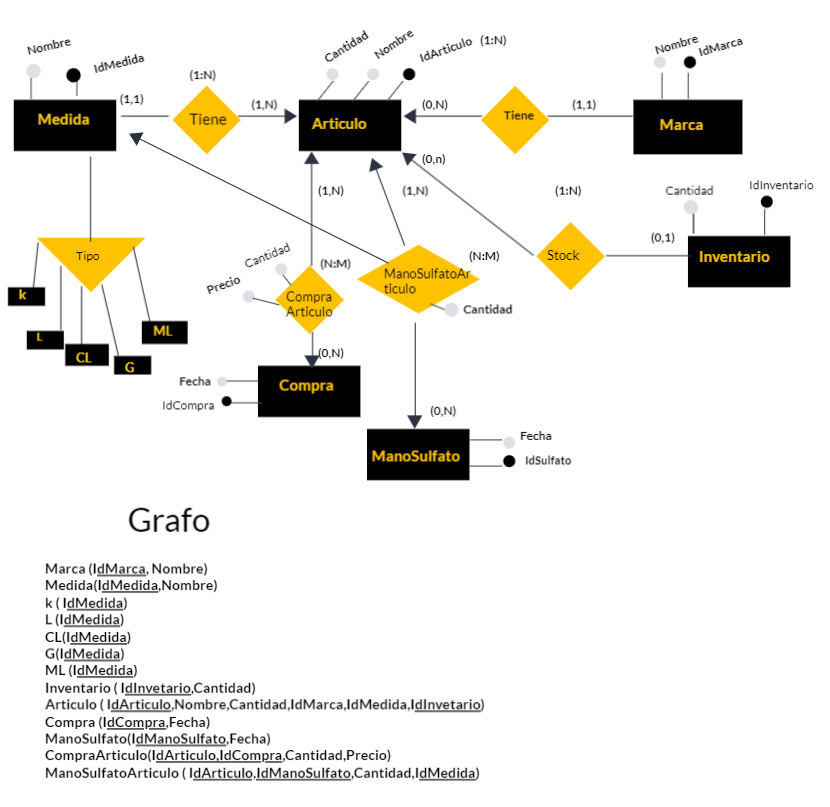 Nombre
IdMedida
Cantidad
Nombre
IdArticulo (1:N)
Nombre
IdMarca
(1:N)
(1,1)
(1,N)
(0,N)
(1,1)
Medida
Tiene
Articulo
Tiene
Marca
(0,n)
(1,N)
(1,N)
(1:N)
Cantidad
IdInventario
(0,1)
Tipo
Cantidad
Precio
(N:M)
(N:M)
Stock
Inventario
ManoSulfatoAr
ticulo
Compra
Articulo
Cantidad
k
L
CL
G
ML
(0,N)
Fecha
IdCompra
Compra
(0,N)
Fecha
IdSulfato
ManoSulfato
Grafo
Marca (IdMarca, Nombre)
Medida(IdMedida,Nombre)
k ( IdMedida)
L (IdMedida)
CL(IdMedida)
G(IdMedida)
ML (IdMedida)
Inventario ( IdInvetario,Cantidad)
Articulo ( IdArticulo,Nombre,Cantidad,IdMarca,IdMedida,IdInvetario)
Compra (IdCompra,Fecha)
ManoSulfato(IdManoSulfato,Fecha)
CompraArticulo(IdArticulo,IdCompra,Cantidad,Precio)
ManoSulfatoArticulo ( IdArticulo,IdManoSulfato,Cantidad,IdMedida)